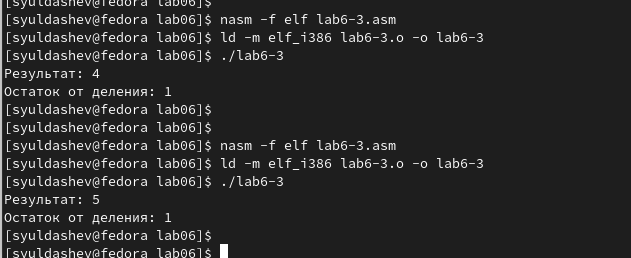 [syuldashev@fedora lab06]$
[syuldashev@fedora lab06]$ nasm -f elf lab6-3.asm
[syuldashev@fedora lab06]$ ld -m elf_i386 lab6-3.o -o lab6-3
[syuldashev@fedora lab06]$ ./lab6-3
Результат: 4
Остаток от деления: 1
[syuldashev@fedora lab06]$
[syuldashev@fedora lab06]$
[syuldashev@fedora lab06]$ nasm -f elf lab6-3.asm
[syuldashev@fedora lab06]$ ld -m elf_i386 lab6-3.o -o lab6-3
[syuldashev@fedora lab06]$ ./lab6-3
Результат: 5
Остаток от деления: 1
[syuldashev@fedora lab06]$
[syuldashev@fedora lab06]$